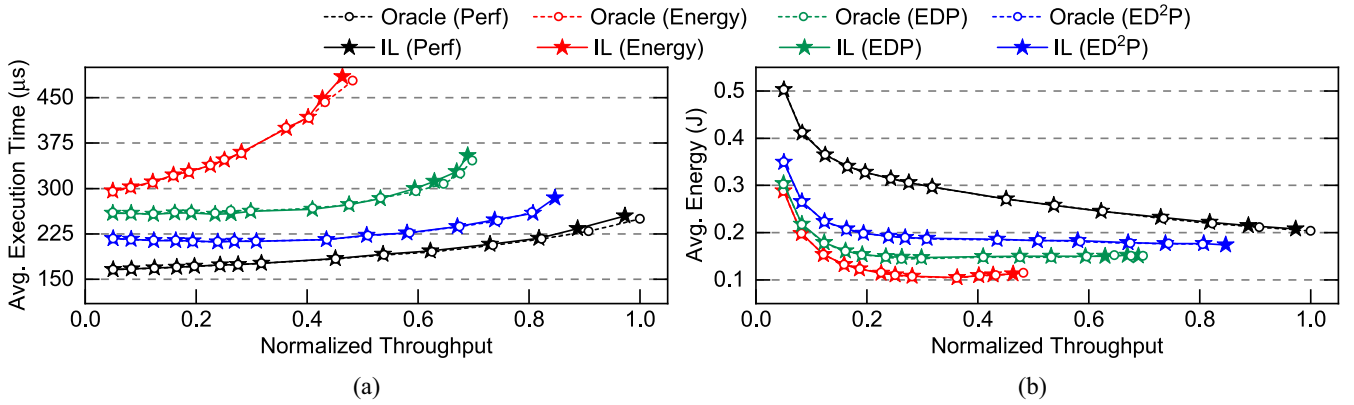 Oracle (Perf) Oracle (Energy) Oracle (EDP) Oracle (ED²P)
IL (Perf) IL (Energy) IL (EDP) IL (ED²P)
Avg. Execution Time (µs)
450
375
300
225
150
0.0 0.2 0.4 0.6 0.8 1.0
Normalized Throughput
(a)
Avg. Energy (J)
0.5
0.4
0.3
0.2
0.1
0.0 0.2 0.4 0.6 0.8 1.0
Normalized Throughput
(b)